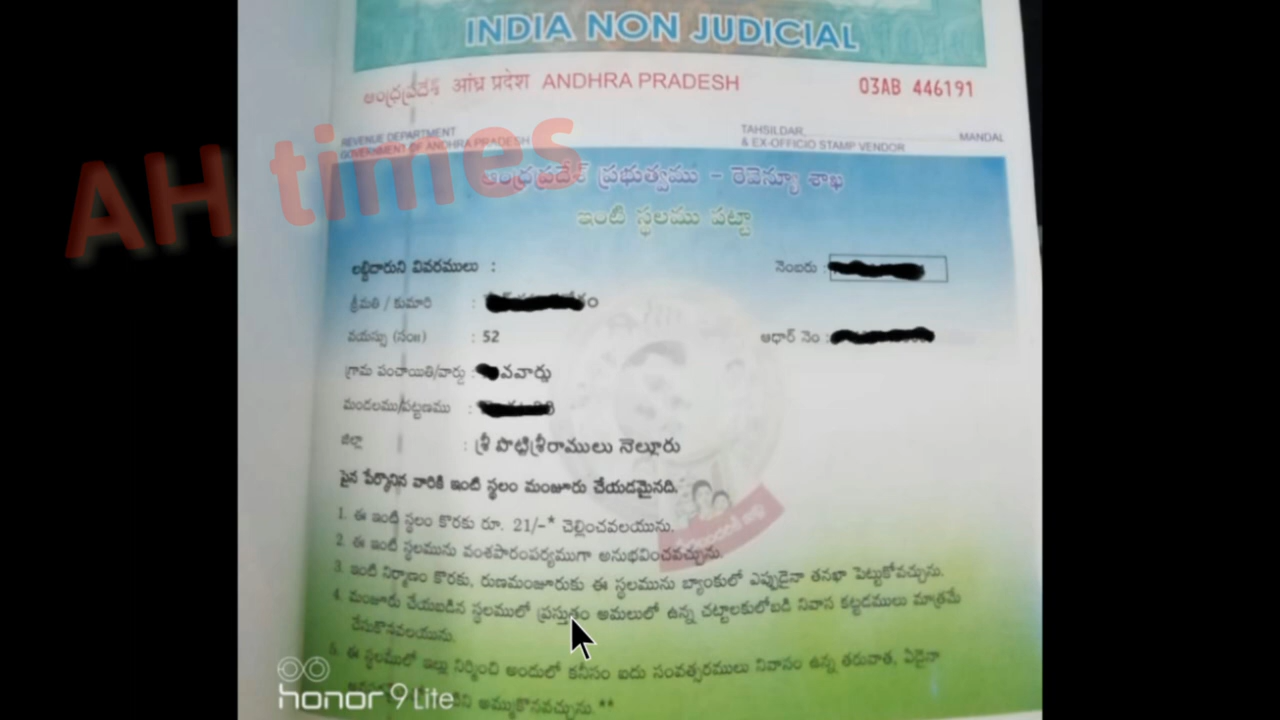 INDIA NON JUDICIAL
ఆంధ్రప్రదేశ్ आंध्र प्रदेश ANDHRA PRADESH 03AB 446191
REVENUE DEPARTMENT
GOVERNMENT OF ANDHRA PRADESH
TAHSILDAR MANDAL
& EX-OFFICIO STAMP VENDOR
AH times
ఆంధ్రప్రదేశ్ ప్రభుత్వము - రెవెన్యూ శాఖ
ఇంటి స్థలము పట్టా
లబ్ధిదారుని వివరములు : నెంబరు :
శ్రీమతి / కుమారి :
వయస్సు (సం॥) : 52 ఆధార్ నెం :
గ్రామ పంచాయితి/వార్డు :
మండలము/పట్టణము :
జిల్లా : శ్రీ పొట్టిశ్రీరాములు నెల్లూరు
పైన పేర్కొనిన వారికి ఇంటి స్థలం మంజూరు చేయడమైనది.
1. ఈ ఇంటి స్థలం కొరకు రూ. 21/-* చెల్లించవలయును.
2. ఈ ఇంటి స్థలమును వంశపారంపర్యముగా అనుభవించవచ్చును.
3. ఇంటి నిర్మాణం కొరకు, రుణమంజూరుకు ఈ స్థలమును బ్యాంకులో ఎప్పుడైనా తనఖా పెట్టుకోవచ్చును.
4. మంజూరు చేయబడిన స్థలములో ప్రస్తుతం అమలులో ఉన్న చట్టాలకులోబడి నివాస కట్టడములు మాత్రమే
చేసుకొనవలయును.
5. ఈ స్థలములో ఇల్లు నిర్మించి అందులో కనీసం ఐదు సంవత్సరములు నివాసం ఉన్న తరువాత, ఏదైనా
అమ్ముకొనవచ్చును.**
honor 9 Lite